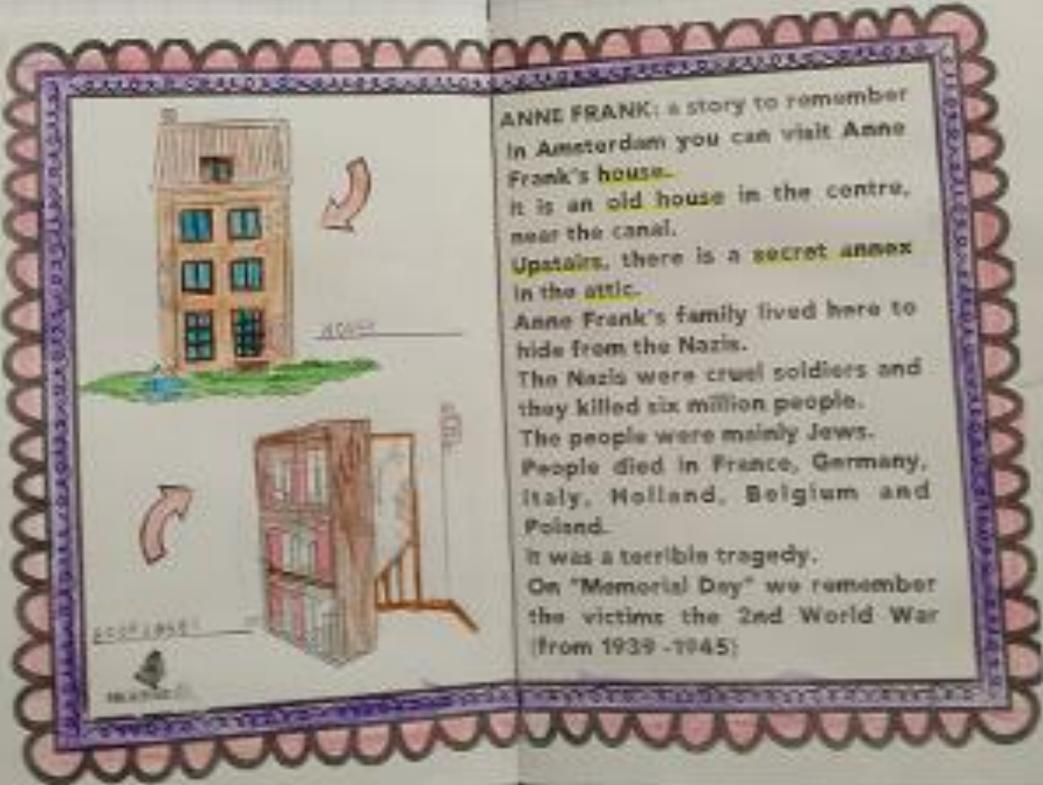 HOUSE
BOOKCASE
ANNE FRANK: a story to remember
In Amsterdam you can visit Anne
Frank's house.
It is an old house in the centre,
near the canal.
Upstairs, there is a secret annex
in the attic.
Anne Frank's family lived here to
hide from the Nazis.
The Nazis were cruel soldiers and
they killed six million people.
The people were mainly Jews.
People died in France, Germany,
Italy, Holland, Belgium and
Poland.
It was a terrible tragedy.
On "Memorial Day" we remember
the victims the 2nd World War
(from 1939 -1945)